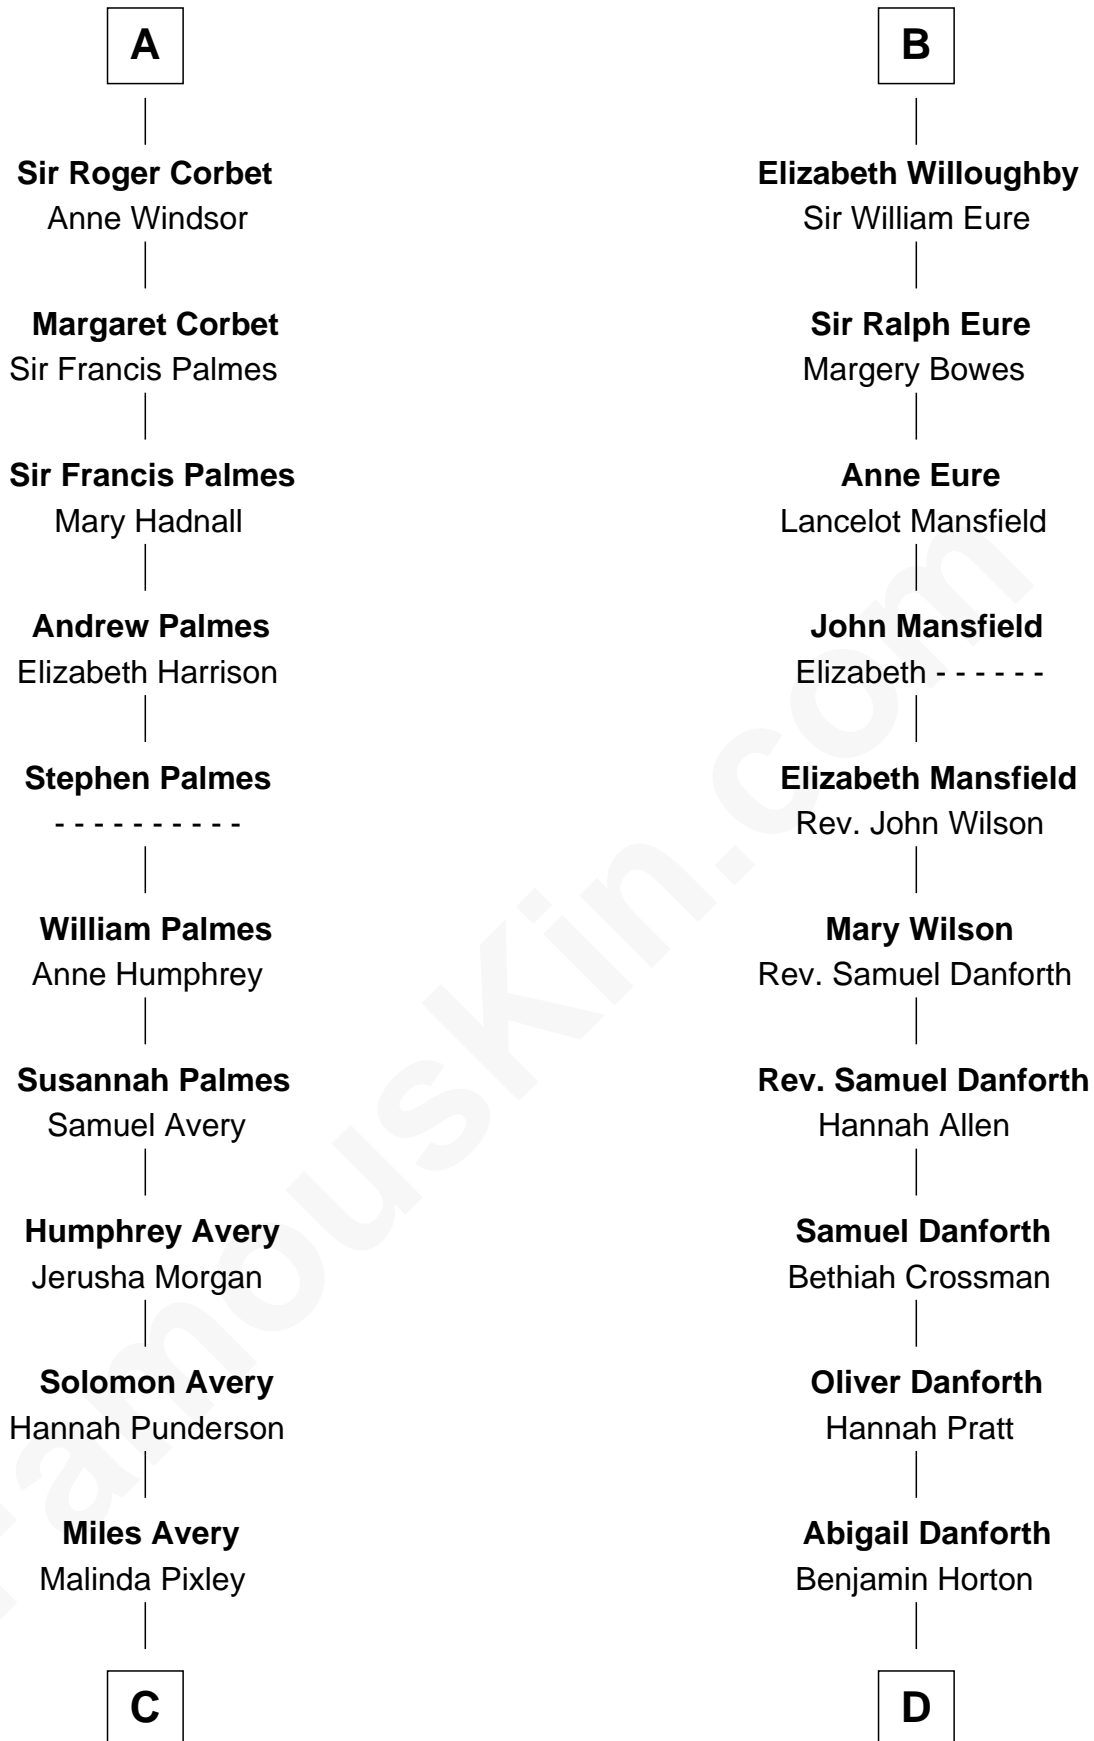 A
Sir Roger Corbet
Anne Windsor
Margaret Corbet
Sir Francis Palmes
Sir Francis Palmes
Mary Hadnall
Andrew Palmes
Elizabeth Harrison
Stephen Palmes
- - - - - - - - - -
William Palmes
Anne Humphrey
Susannah Palmes
Samuel Avery
Humphrey Avery
Jerusha Morgan
Solomon Avery
Hannah Punderson
Miles Avery
Malinda Pixley
C
B
Elizabeth Willoughby
Sir William Eure
Sir Ralph Eure
Margery Bowes
Anne Eure
Lancelot Mansfield
John Mansfield
Elizabeth - - - - - -
Elizabeth Mansfield
Rev. John Wilson
Mary Wilson
Rev. Samuel Danforth
Rev. Samuel Danforth
Hannah Allen
Samuel Danforth
Bethiah Crossman
Oliver Danforth
Hannah Pratt
Abigail Danforth
Benjamin Horton
D
FamousKin.com